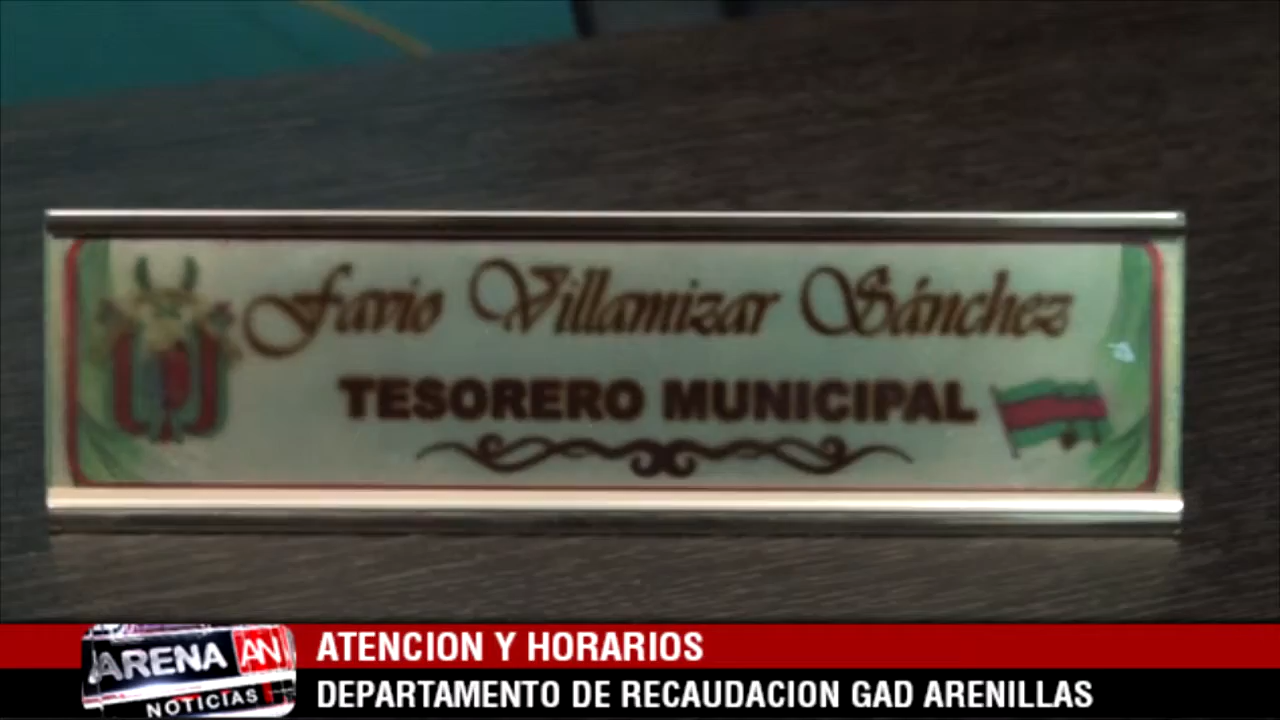 Favio Villamizar Sánchez
TESORERO MUNICIPAL
ARENA AN
NOTICIAS
ATENCION Y HORARIOS
DEPARTAMENTO DE RECAUDACION GAD ARENILLAS